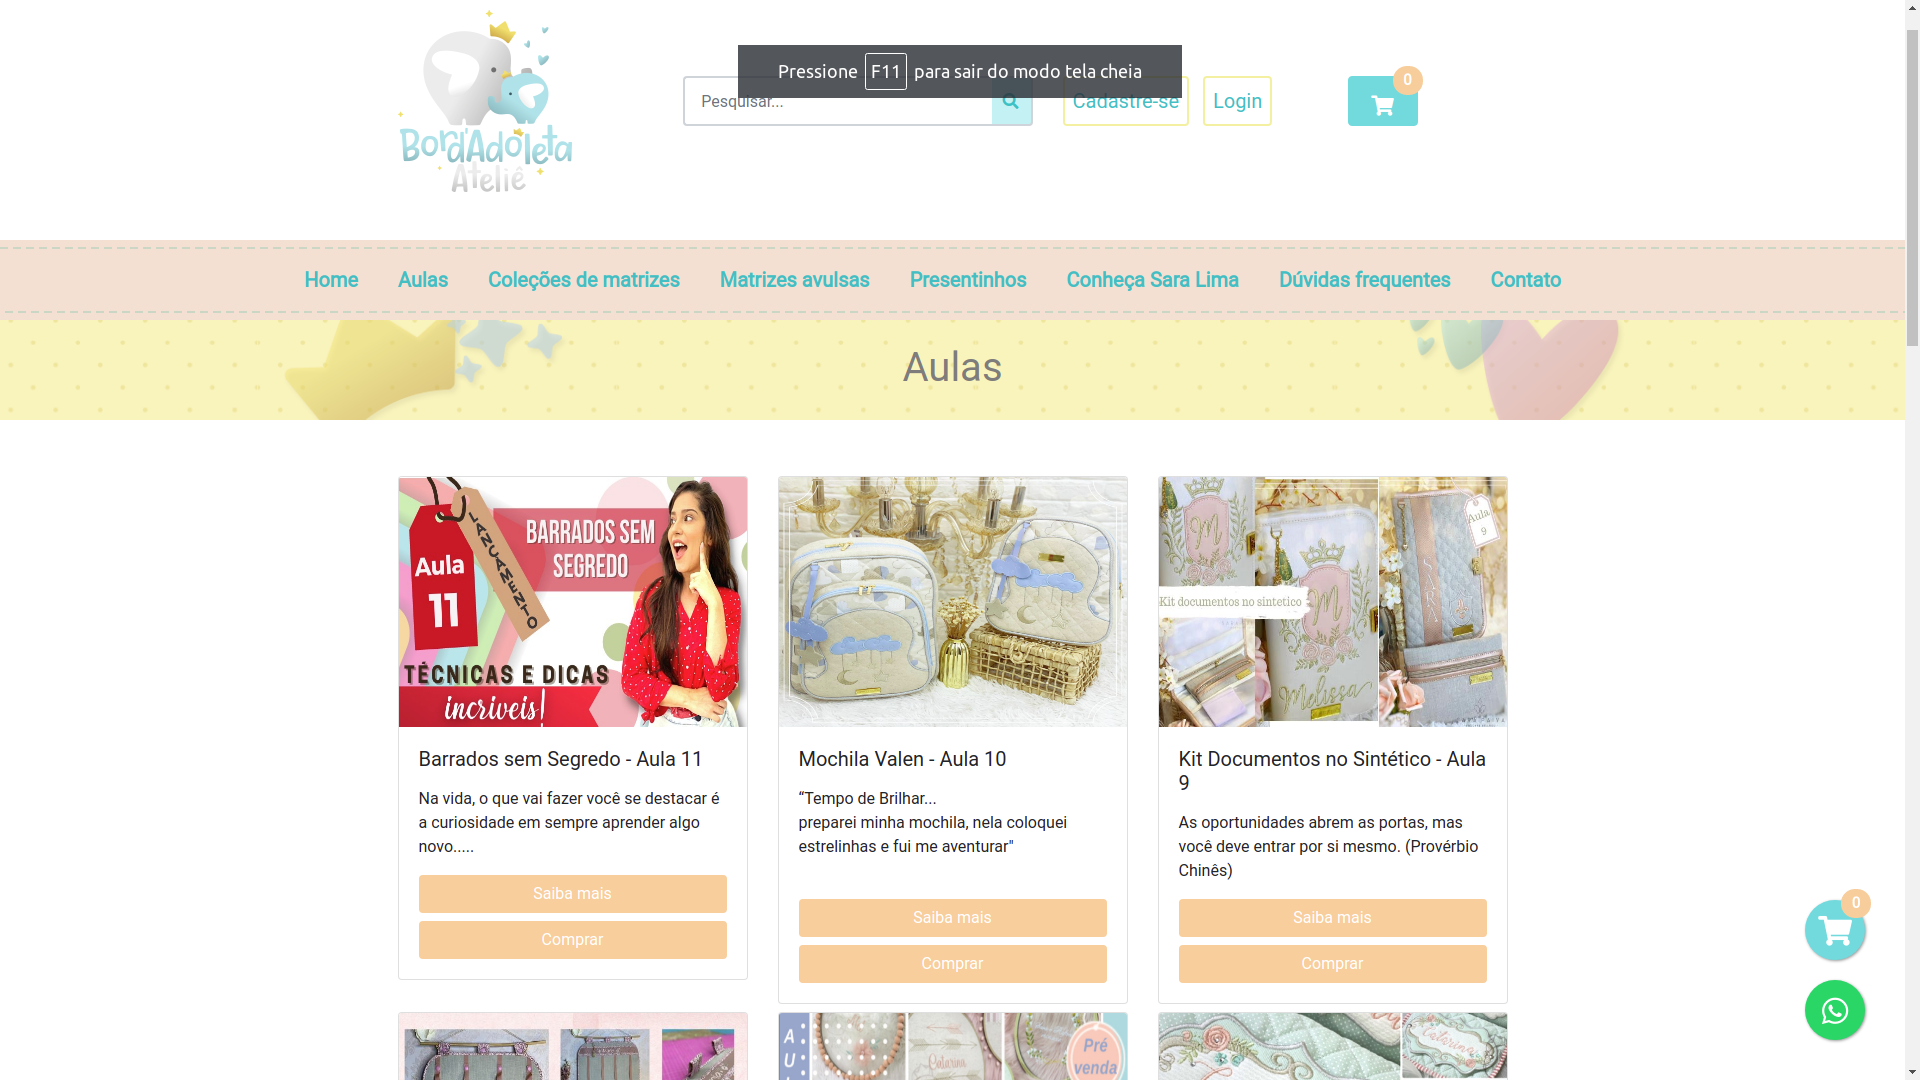 Bord'Adoleta
Ateliê
Pressione F11 para sair do modo tela cheia
Pesquisar...
Cadastre-se
Login
0
Home
Aulas
Coleções de matrizes
Matrizes avulsas
Presentinhos
Conheça Sara Lima
Dúvidas frequentes
Contato
Aulas
Aula
11
LANÇAMENTO
BARRADOS SEM
SEGREDO
TÉCNICAS E DICAS
incríveis!
M
Kit documentos no sintetico
M
Melissa
Aula
9
SARA
Barrados sem Segredo - Aula 11
Na vida, o que vai fazer você se destacar é
a curiosidade em sempre aprender algo
novo.....
Saiba mais
Comprar
Mochila Valen - Aula 10
“Tempo de Brilhar...
preparei minha mochila, nela coloquei
estrelinhas e fui me aventurar"
Saiba mais
Comprar
Kit Documentos no Sintético - Aula
9
As oportunidades abrem as portas, mas
você deve entrar por si mesmo. (Provérbio
Chinês)
Saiba mais
Comprar
0
Catarina
Pré
venda
Catarina